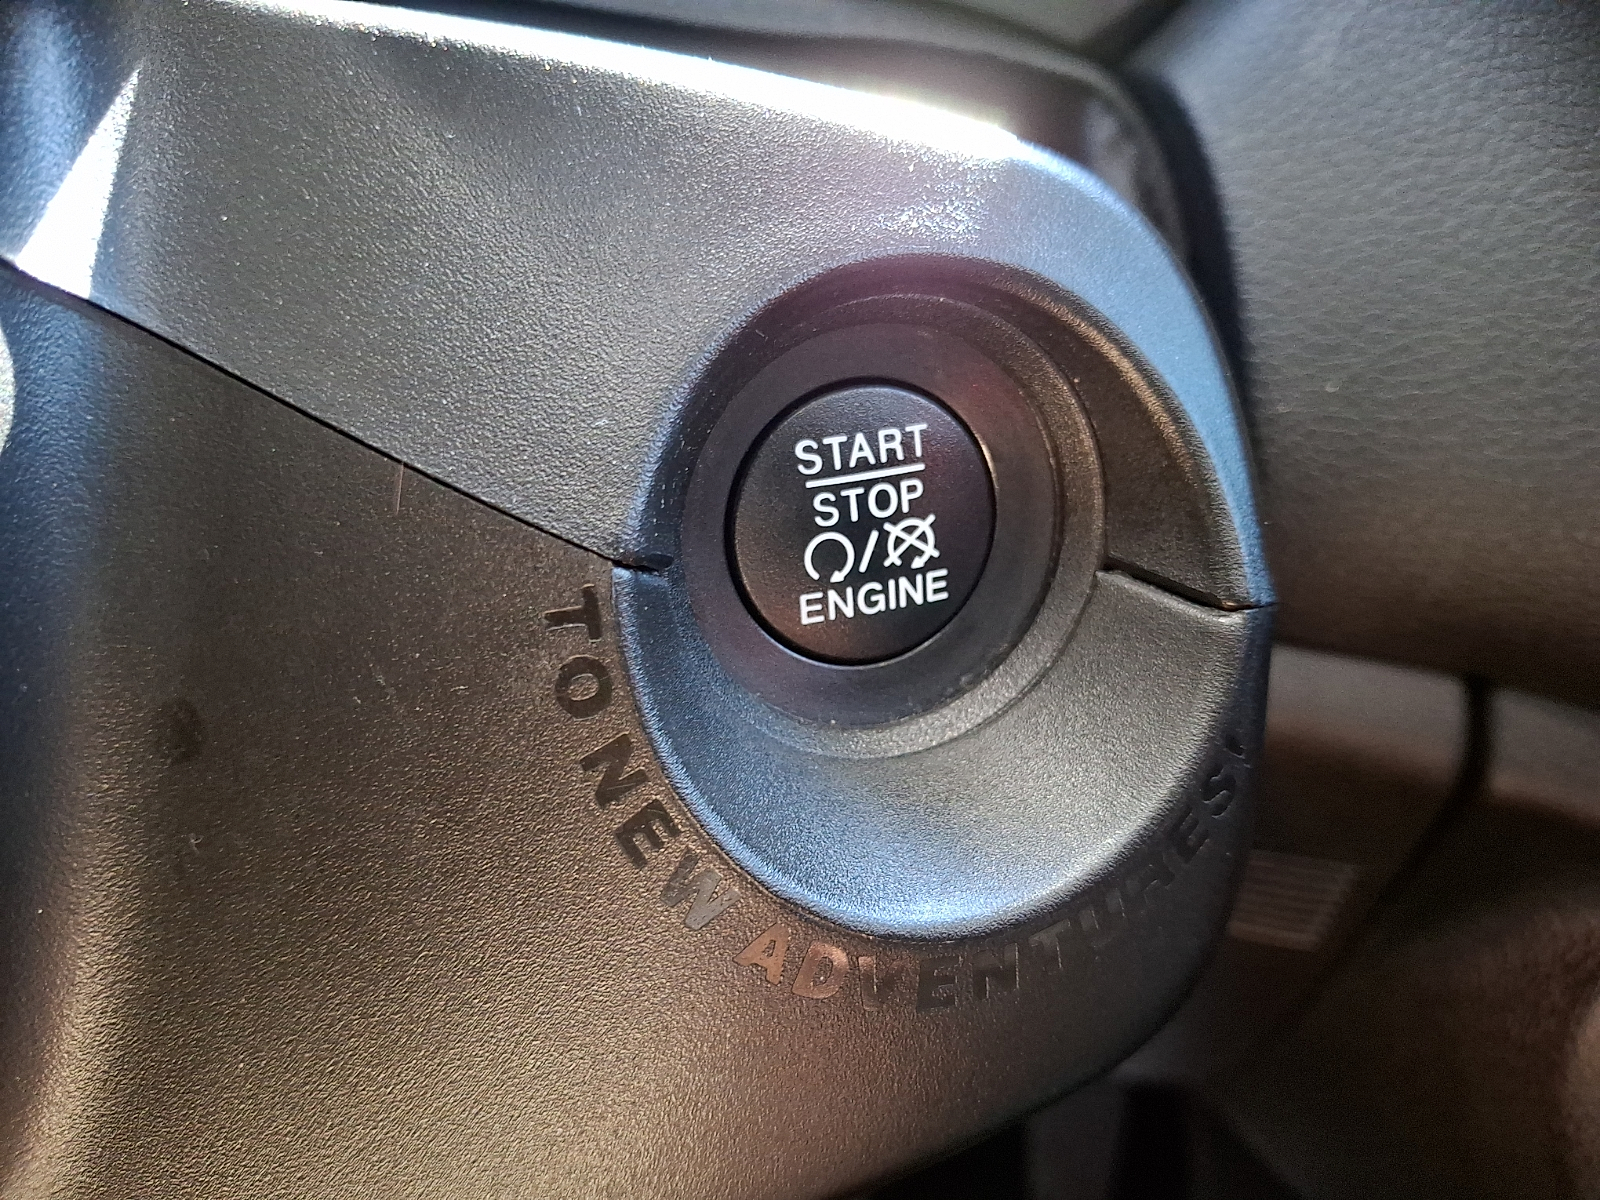 START
STOP
/
ENGINE
TO NEW ADVENTURES!